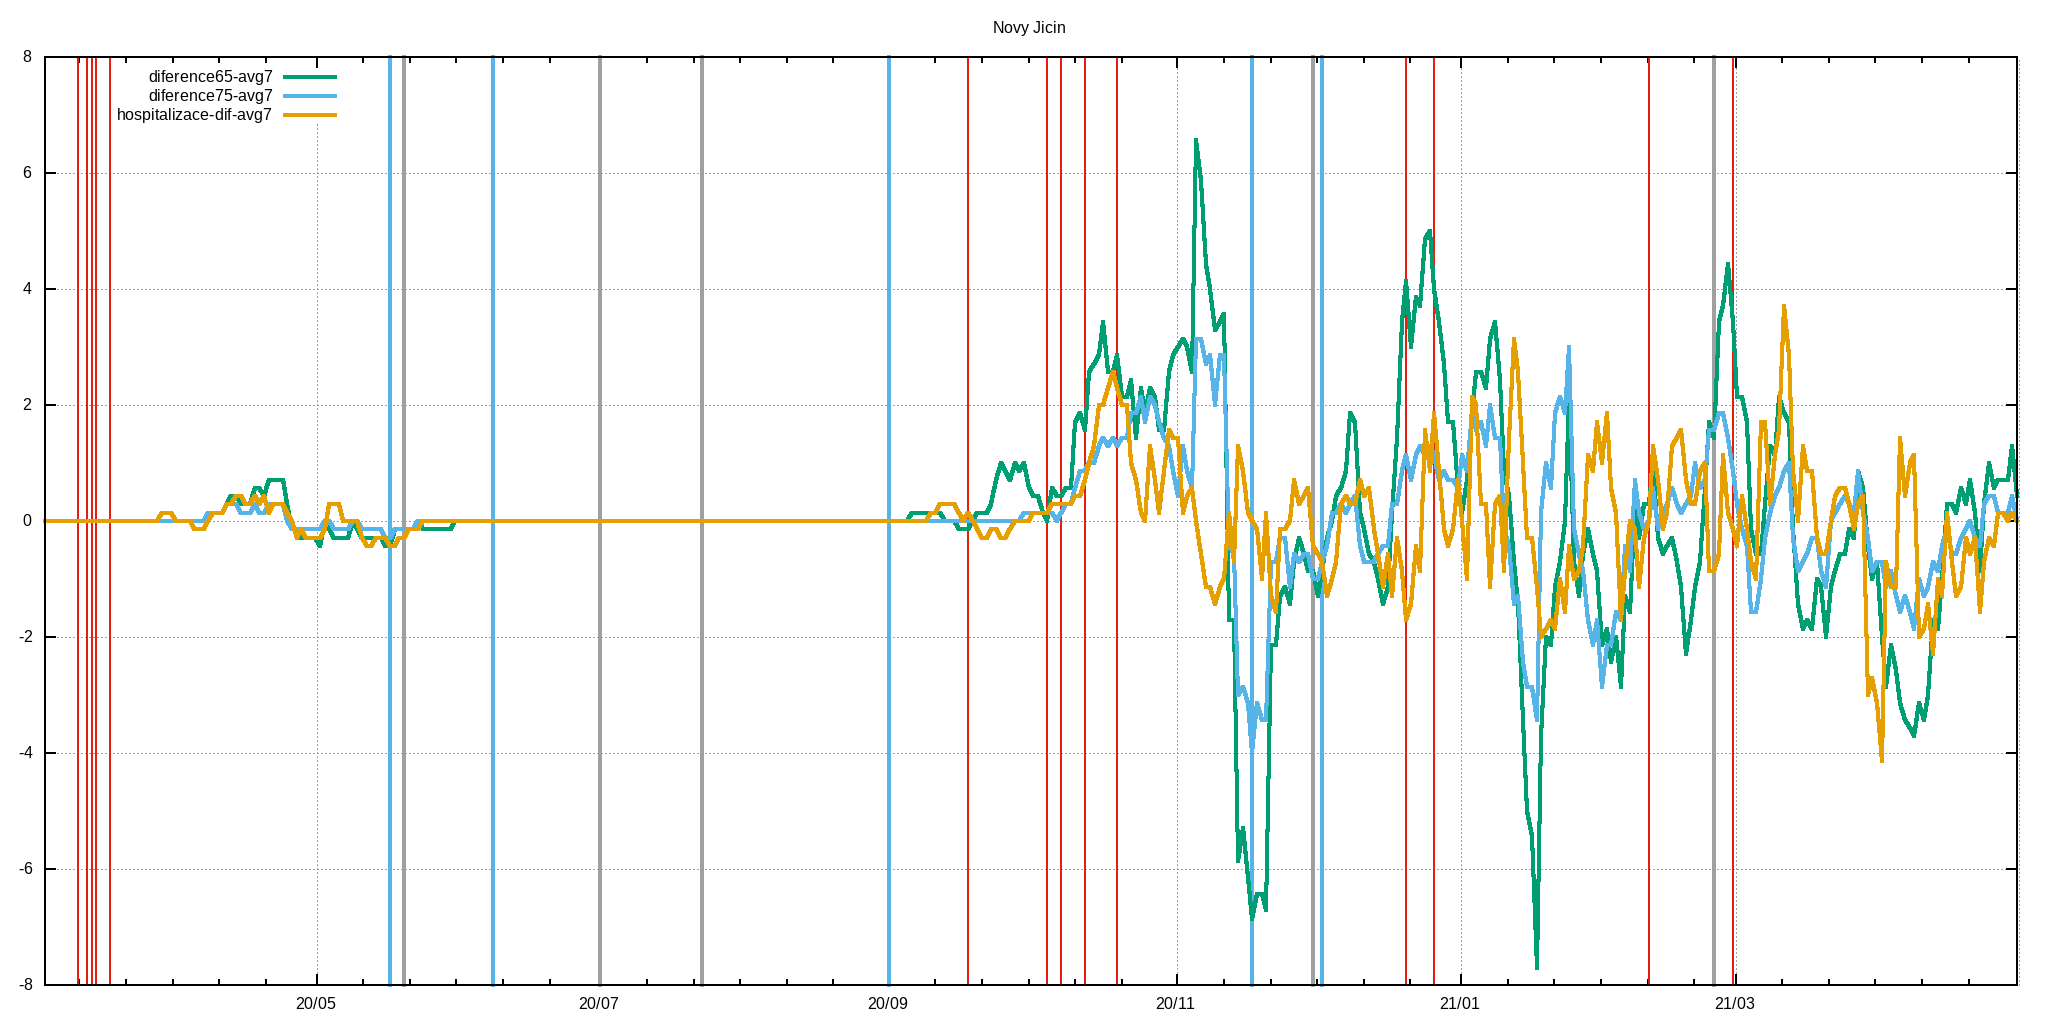 Novy Jicin
diference65-avg7
diference75-avg7
hospitalizace-dif-avg7
8
6
4
2
0
-2
-4
-6
-8
20/05 20/07 20/09 20/11 21/01 21/03